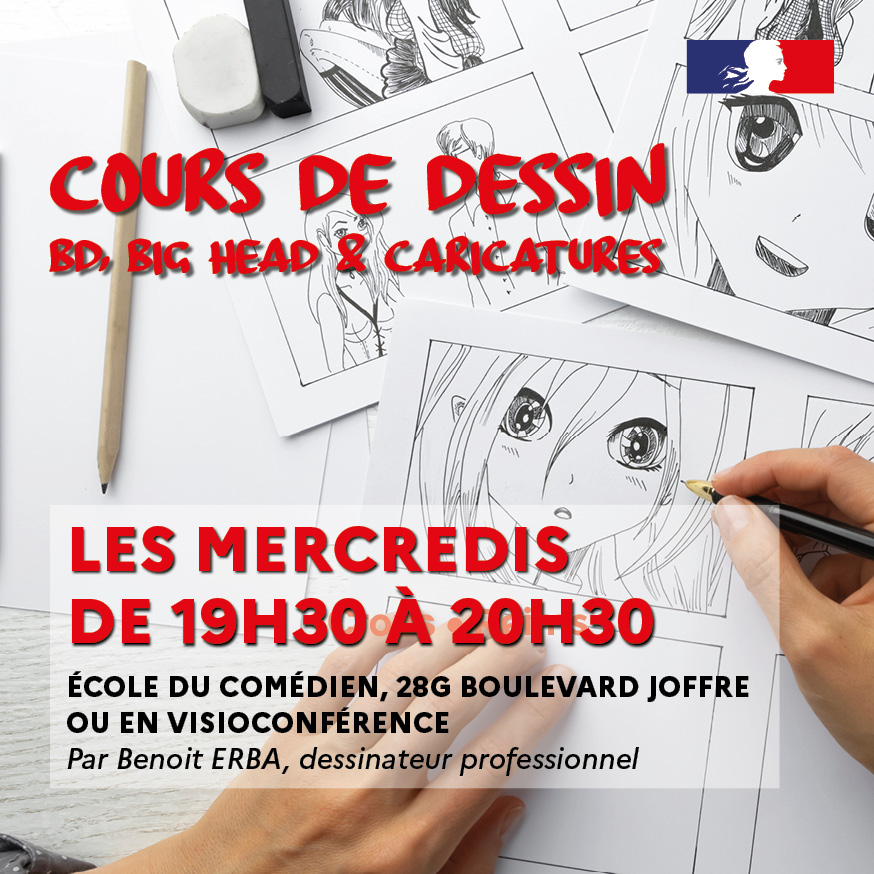 COURS DE DESSIN
BD, BIG HEAD & CARICATURES
LES MERCREDIS
DE 19H30 À 20H30
ÉCOLE DU COMÉDIEN, 28G BOULEVARD JOFFRE
OU EN VISIOCONFÉRENCE
Par Benoit ERBA, dessinateur professionnel